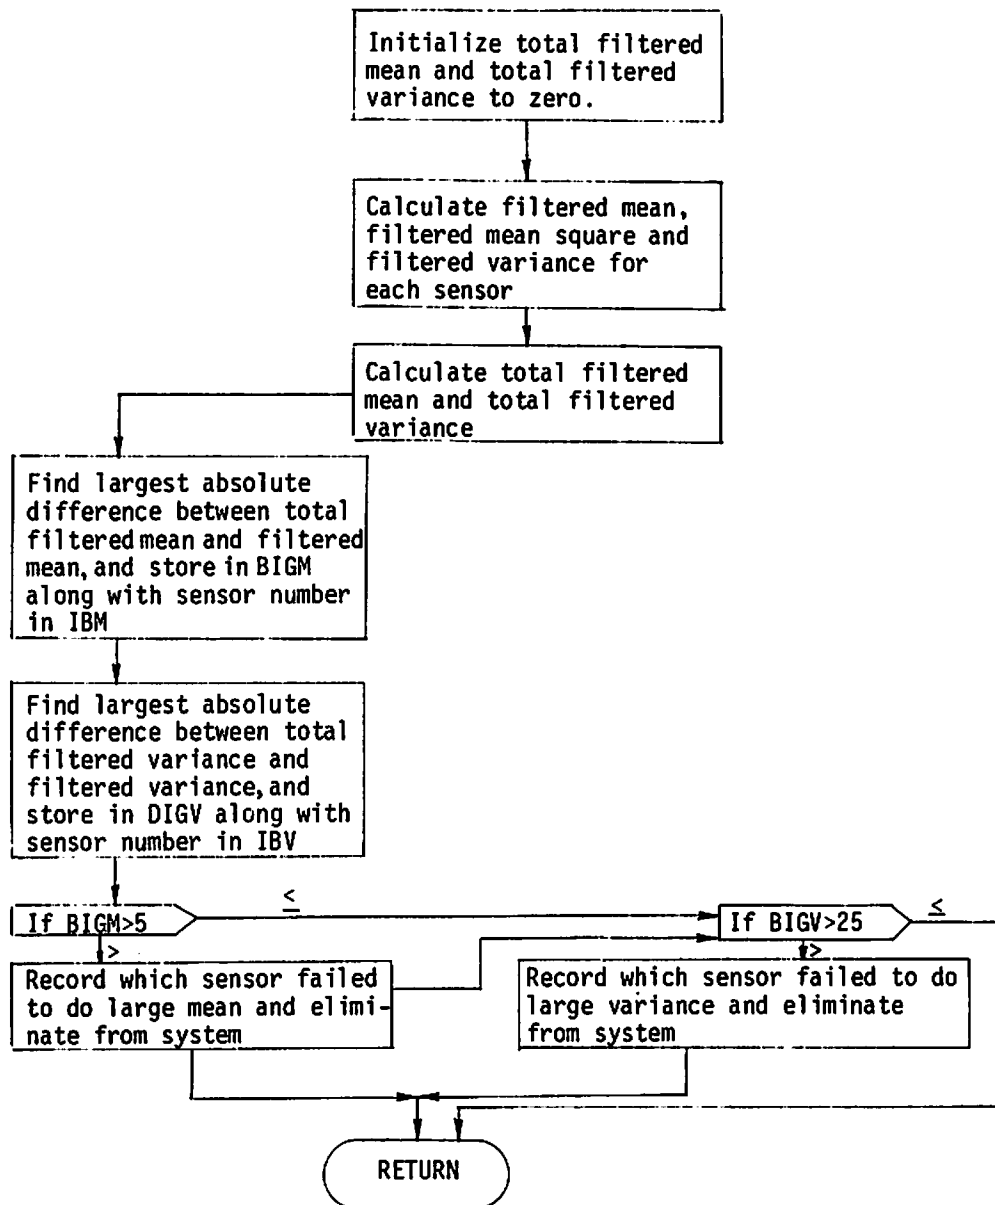 Initialize total filtered
mean and total filtered
variance to zero.
Calculate filtered mean,
filtered mean square and
filtered variance for
each sensor
Calculate total filtered
mean and total filtered
variance
Find largest absolute
difference between total
filtered mean and filtered
mean, and store in BIGM
along with sensor number
in IBM
Find largest absolute
difference between total
filtered variance and
filtered variance, and
store in DIGV along with
sensor number in IBV
If BIGM>5
≤
>
Record which sensor failed
to do large mean and elimi-
nate from system
If BIGV>25
≤
>
Record which sensor failed to do
large variance and eliminate
from system
RETURN